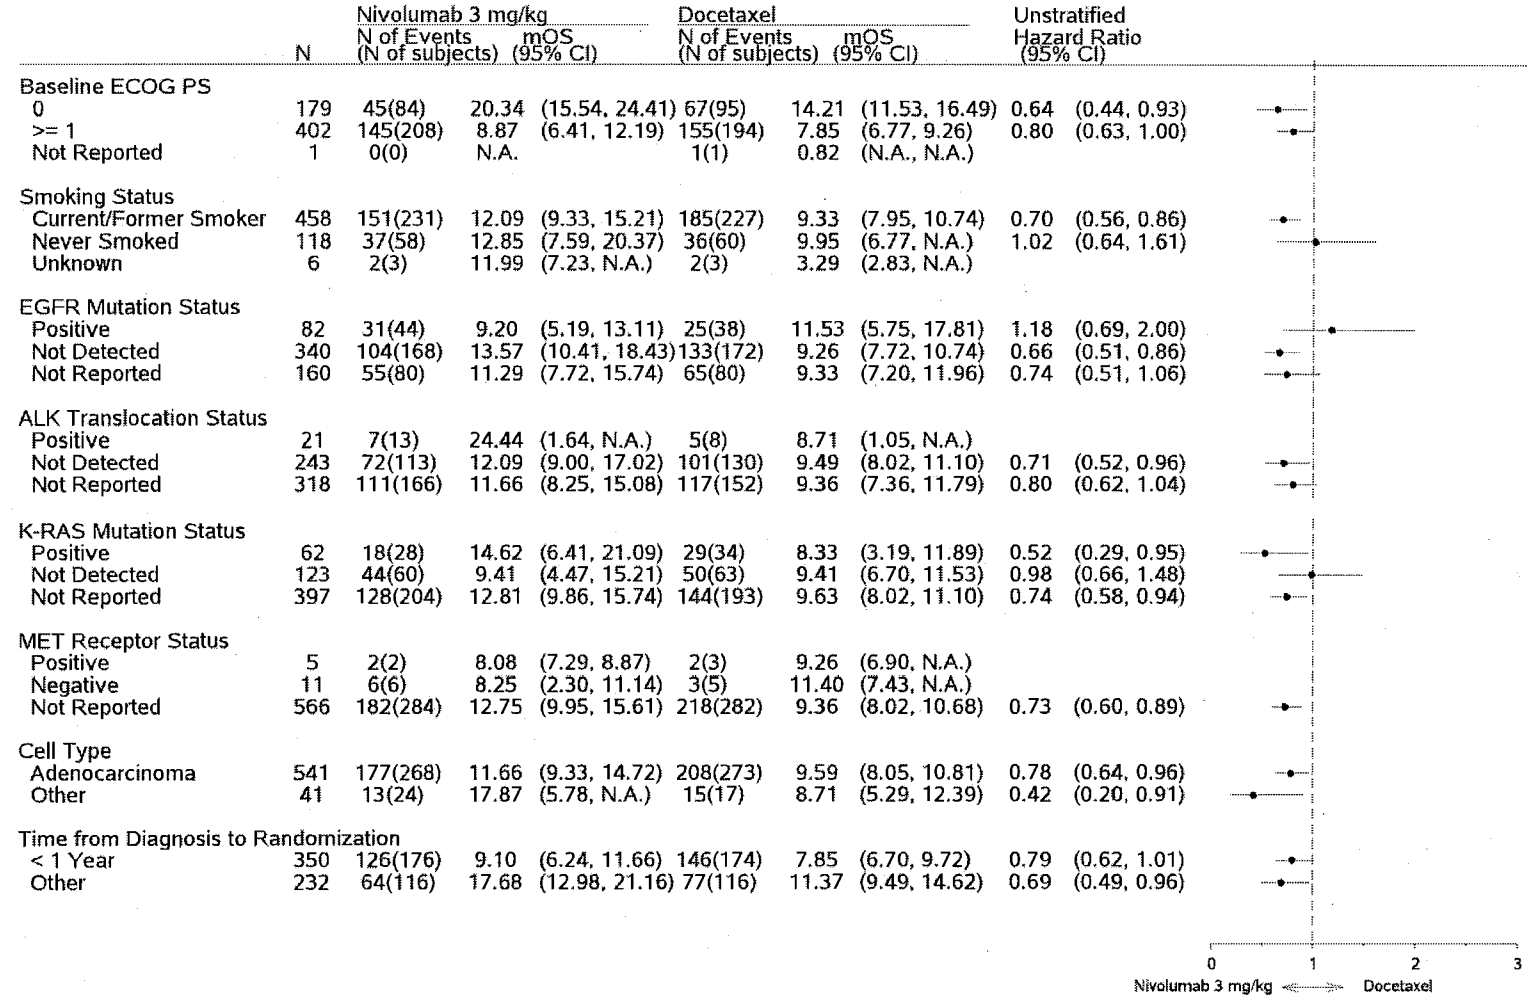 Nivolumab 3 mg/kg Docetaxel Unstratified
N of Events mOS N of Events mOS Hazard Ratio
N (N of subjects) (95% CI) (N of subjects) (95% CI) (95% CI)
Baseline ECOG PS
0 179 45(84) 20.34 (15.54, 24.41) 67(95) 14.21 (11.53, 16.49) 0.64 (0.44, 0.93)
>= 1 402 145(208) 8.87 (6.41, 12.19) 155(194) 7.85 (6.77, 9.26) 0.80 (0.63, 1.00)
Not Reported 1 0(0) N.A. 1(1) 0.82 (N.A., N.A.)
Smoking Status
Current/Former Smoker 458 151(231) 12.09 (9.33, 15.21) 185(227) 9.33 (7.95, 10.74) 0.70 (0.56, 0.86)
Never Smoked 118 37(58) 12.85 (7.59, 20.37) 36(60) 9.95 (6.77, N.A.) 1.02 (0.64, 1.61)
Unknown 6 2(3) 11.99 (7.23, N.A.) 2(3) 3.29 (2.83, N.A.)
EGFR Mutation Status
Positive 82 31(44) 9.20 (5.19, 13.11) 25(38) 11.53 (5.75, 17.81) 1.18 (0.69, 2.00)
Not Detected 340 104(168) 13.57 (10.41, 18.43) 133(172) 9.26 (7.72, 10.74) 0.66 (0.51, 0.86)
Not Reported 160 55(80) 11.29 (7.72, 15.74) 65(80) 9.33 (7.20, 11.96) 0.74 (0.51, 1.06)
ALK Translocation Status
Positive 21 7(13) 24.44 (1.64, N.A.) 5(8) 8.71 (1.05, N.A.)
Not Detected 243 72(113) 12.09 (9.00, 17.02) 101(130) 9.49 (8.02, 11.10) 0.71 (0.52, 0.96)
Not Reported 318 111(166) 11.66 (8.25, 15.08) 117(152) 9.36 (7.36, 11.79) 0.80 (0.62, 1.04)
K-RAS Mutation Status
Positive 62 18(28) 14.62 (6.41, 21.09) 29(34) 8.33 (3.19, 11.89) 0.52 (0.29, 0.95)
Not Detected 123 44(60) 9.41 (4.47, 15.21) 50(63) 9.41 (6.70, 11.53) 0.98 (0.66, 1.48)
Not Reported 397 128(204) 12.81 (9.86, 15.74) 144(193) 9.63 (8.02, 11.10) 0.74 (0.58, 0.94)
MET Receptor Status
Positive 5 2(2) 8.08 (7.29, 8.87) 2(3) 9.26 (6.90, N.A.)
Negative 11 6(6) 8.25 (2.30, 11.14) 3(5) 11.40 (7.43, N.A.)
Not Reported 566 182(284) 12.75 (9.95, 15.61) 218(282) 9.36 (8.02, 10.68) 0.73 (0.60, 0.89)
Cell Type
Adenocarcinoma 541 177(268) 11.66 (9.33, 14.72) 208(273) 9.59 (8.05, 10.81) 0.78 (0.64, 0.96)
Other 41 13(24) 17.87 (5.78, N.A.) 15(17) 8.71 (5.29, 12.39) 0.42 (0.20, 0.91)
Time from Diagnosis to Randomization
< 1 Year 350 126(176) 9.10 (6.24, 11.66) 146(174) 7.85 (6.70, 9.72) 0.79 (0.62, 1.01)
Other 232 64(116) 17.68 (12.98, 21.16) 77(116) 11.37 (9.49, 14.62) 0.69 (0.49, 0.96)
0 1 2 3
Nivolumab 3 mg/kg <----> Docetaxel